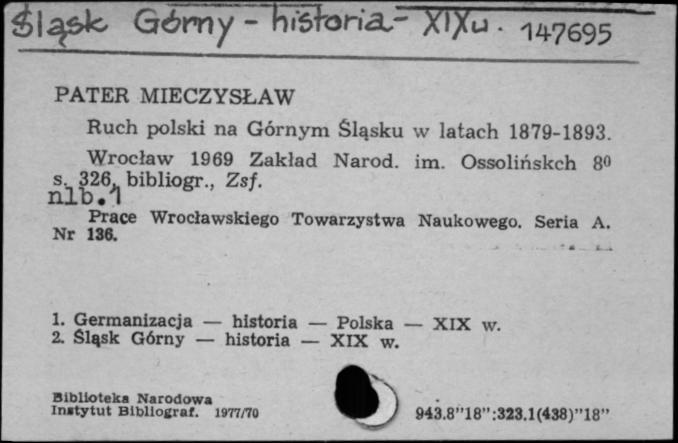 Śląsk Górny - historia - XIXw. 147695
PATER MIECZYSŁAW
Ruch polski na Górnym Śląsku w latach 1879-1893.
Wrocław 1969 Zakład Narod. im. Ossolińskch 8⁰
s. 326, bibliogr., Zsf.
nlb. 1
Prace Wrocławskiego Towarzystwa Naukowego. Seria A.
Nr 136.
1. Germanizacja — historia — Polska — XIX w.
2. Śląsk Górny — historia — XIX w.
Biblioteka Narodowa
Instytut Bibliograf. 1977/70 943.8"18":323.1(438)"18"